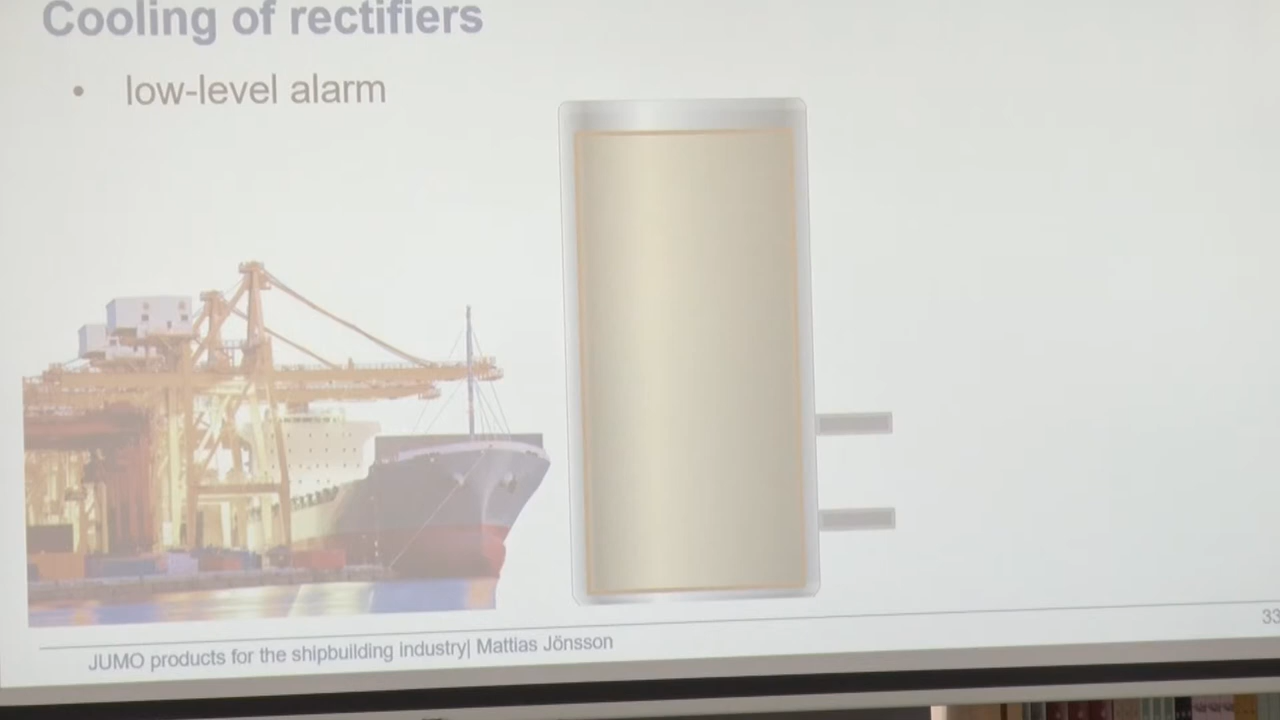 Cooling of rectifiers
• low-level alarm
JUMO products for the shipbuilding industry| Mattias Jönsson
33